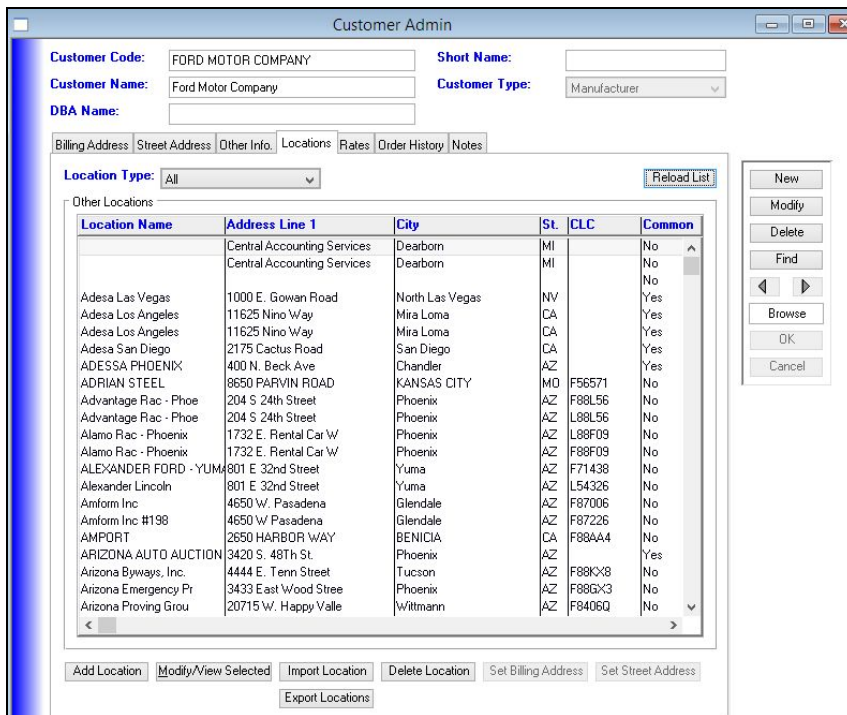 Customer Admin
Customer Code: FORD MOTOR COMPANY Short Name:
Customer Name: Ford Motor Company Customer Type: Manufacturer
DBA Name:
Billing Address Street Address Other Info. Locations Rates Order History Notes
Location Type: All Reload List
Other Locations
Location Name Address Line 1 City St. CLC Common
Central Accounting Services Dearborn MI No
Central Accounting Services Dearborn MI No
No
Adesa Las Vegas 1000 E. Gowan Road North Las Vegas NV Yes
Adesa Los Angeles 11625 Nino Way Mira Loma CA Yes
Adesa Los Angeles 11625 Nino Way Mira Loma CA Yes
Adesa San Diego 2175 Cactus Road San Diego CA Yes
ADESSA PHOENIX 400 N. Beck Ave Chandler AZ Yes
ADRIAN STEEL 8650 PARVIN ROAD KANSAS CITY MO F56571 No
Advantage Rac - Phoe 204 S 24th Street Phoenix AZ F88L56 No
Advantage Rac - Phoe 204 S 24th Street Phoenix AZ L88L56 No
Alamo Rac - Phoenix 1732 E. Rental Car W Phoenix AZ L88F09 No
Alamo Rac - Phoenix 1732 E. Rental Car W Phoenix AZ F88F09 No
ALEXANDER FORD - YUMA 801 E 32nd Street Yuma AZ F71438 No
Alexander Lincoln 801 E 32nd Street Yuma AZ L54326 No
Amform Inc 4650 W. Pasadena Glendale AZ F87006 No
Amform Inc #198 4650 W Pasadena Glendale AZ F87226 No
AMPORT 2650 HARBOR WAY BENICIA CA F88AA4 No
ARIZONA AUTO AUCTION 3420 S. 48Th St. Phoenix AZ Yes
Arizona Byways, Inc. 4444 E. Tenn Street Tucson AZ F88KX8 No
Arizona Emergency Pr 3433 East Wood Stree Phoenix AZ F88GX3 No
Arizona Proving Grou 20715 W. Happy Valle Wittmann AZ F8406Q No
Add Location Modify/View Selected Import Location Delete Location Set Billing Address Set Street Address
Export Locations
New
Modify
Delete
Find
Browse
OK
Cancel